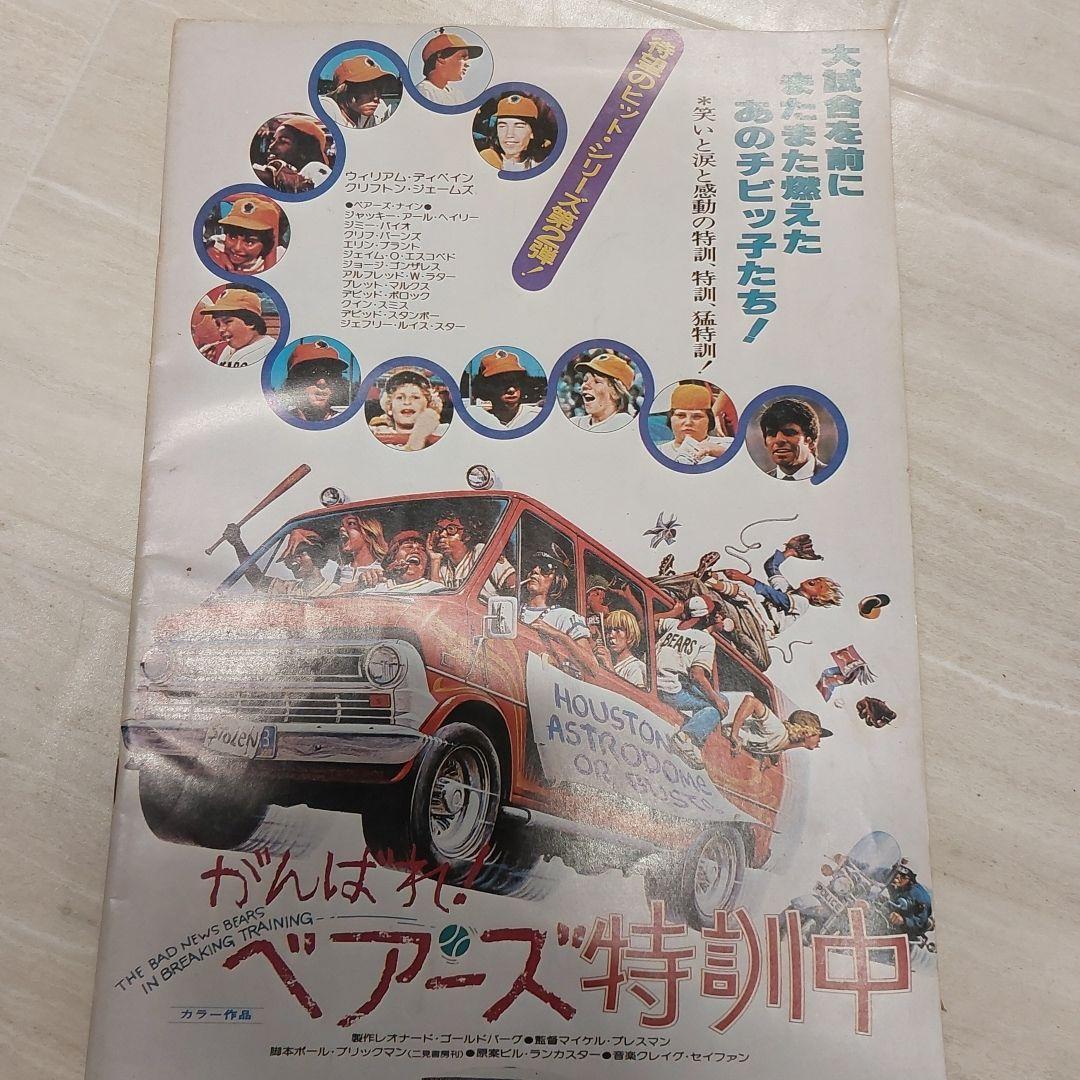 大試合を前に
またまた燃えた
あのチビッ子たち！
＊笑いと涙と感動の特訓、特訓、猛特訓！
待望のヒット・シリーズ第2弾！
ウィリアム・ディベイン
クリフトン・ジェームズ
●ベアーズ・ナイン●
ジャッキー・アール・ヘイリー
ジミー・バイオ
クリフ・バーンズ
エリン・ブラント
ジェイム・O・エスコベド
ジョージ・ゴンザレス
アルフレッド・W・ラター
ブレット・マルクス
デビッド・ポロック
クイン・スミス
デビッド・スタンボー
ジェフリー・ルイス・スター
BEARS
HOUSTON
ASTRODOME
OR BUST
STOLEN
POLICE
がんばれ！
ベアーズ特訓中
THE BAD NEWS BEARS
IN BREAKING TRAINING
カラー作品
製作レオナード・ゴールドバーグ●監督マイケル・プレスマン
脚本ポール・ブリックマン(二見書房刊)●原案ビル・ランカスター●音楽クレイグ・セイファン